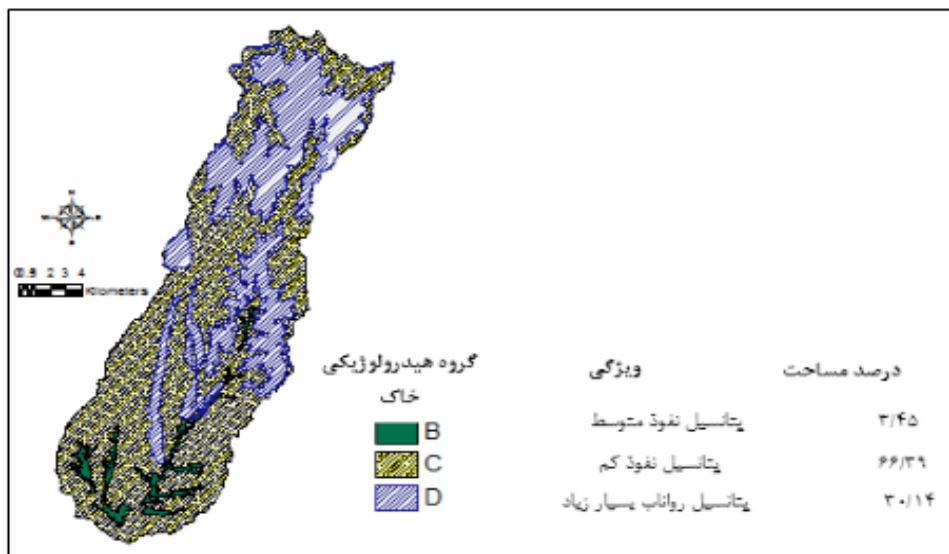 0 0.5 2 3 4
Kilometers
گروه هیدرولوژیکی خاک ویژگی درصد مساحت
B پتانسیل نفوذ متوسط ۳/۴۵
C پتانسیل نفوذ کم ۶۶/۳۹
D پتانسیل رواناب بسیار زیاد ۳۰/۱۴